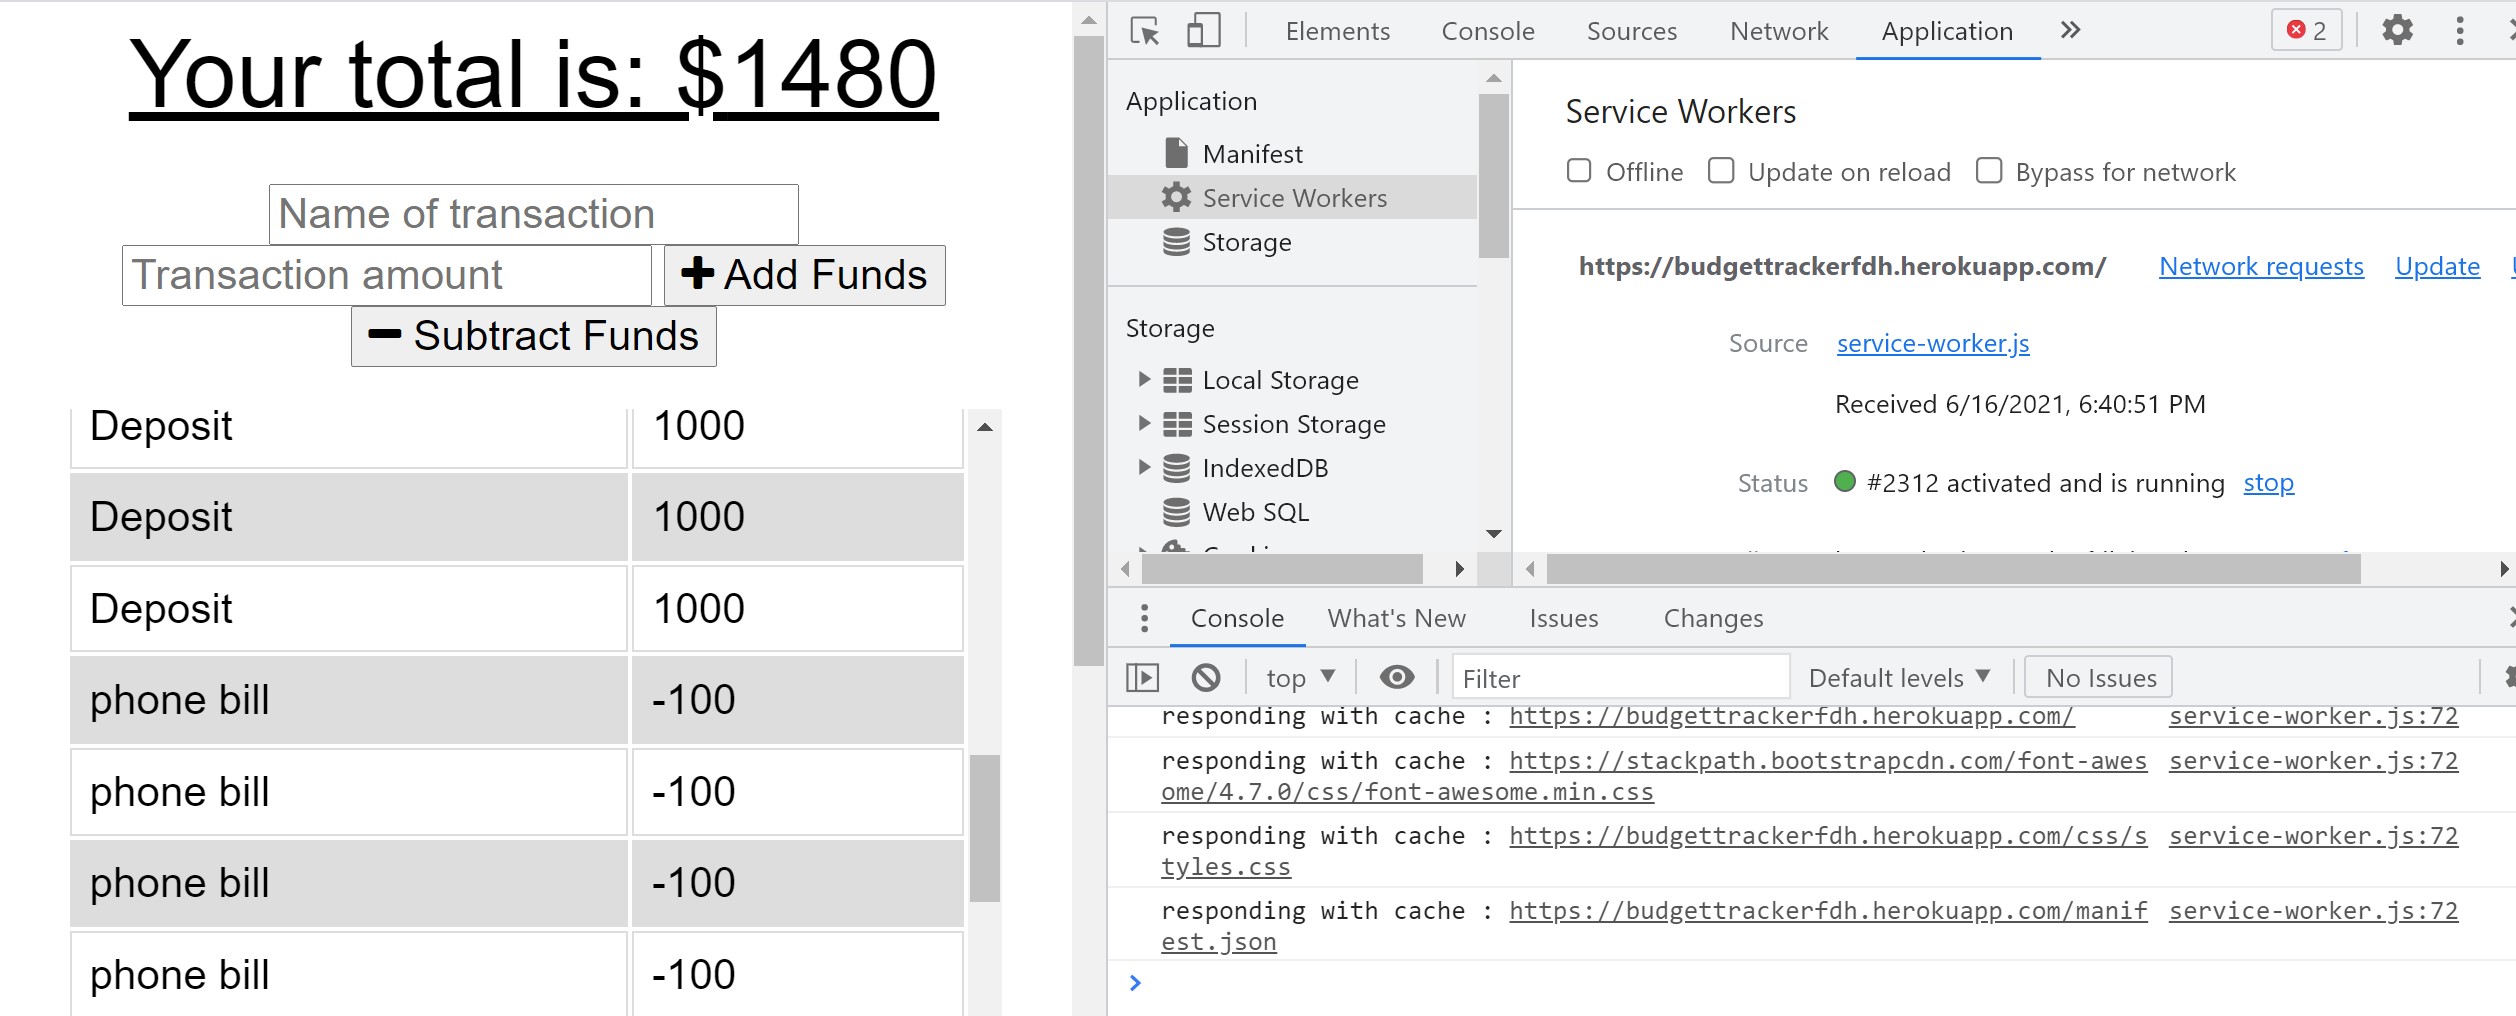 Your total is: $1480
Name of transaction
Transaction amount
Add Funds
Subtract Funds
Deposit 1000
Deposit 1000
Deposit 1000
phone bill -100
phone bill -100
phone bill -100
phone bill -100
Elements Console Sources Network Application 2
Application
Manifest
Service Workers
Storage
Storage
Local Storage
Session Storage
IndexedDB
Web SQL
Service Workers
Offline Update on reload Bypass for network
https://budgettrackerfdh.herokuapp.com/ Network requests Update
Source service-worker.js
Received 6/16/2021, 6:40:51 PM
Status #2312 activated and is running stop
Console What's New Issues Changes
top Filter Default levels No Issues
responding with cache : https://budgettrackerfdh.herokuapp.com/ service-worker.js:72
responding with cache : https://stackpath.bootstrapcdn.com/font-awes service-worker.js:72
ome/4.7.0/css/font-awesome.min.css
responding with cache : https://budgettrackerfdh.herokuapp.com/css/s service-worker.js:72
tyles.css
responding with cache : https://budgettrackerfdh.herokuapp.com/manif service-worker.js:72
est.json